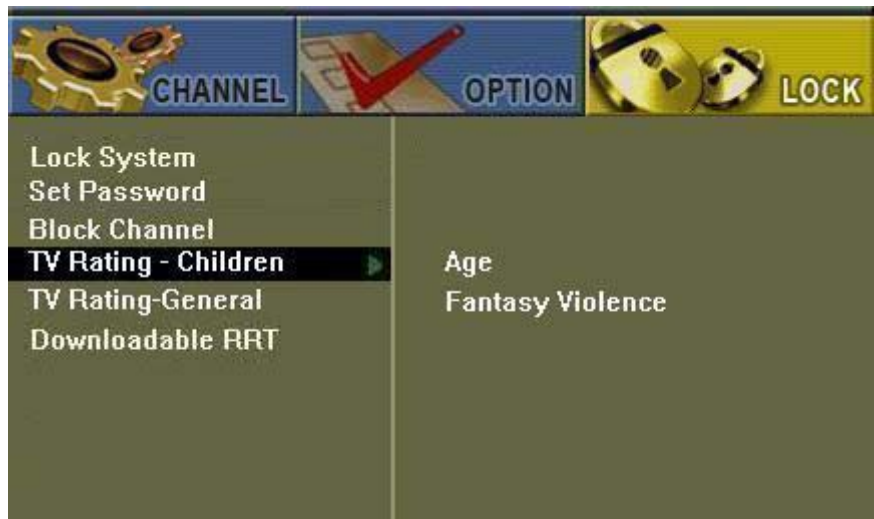 CHANNEL
OPTION
LOCK
Lock System
Set Password
Block Channel
TV Rating - Children
TV Rating-General
Downloadable RRT
Age
Fantasy Violence